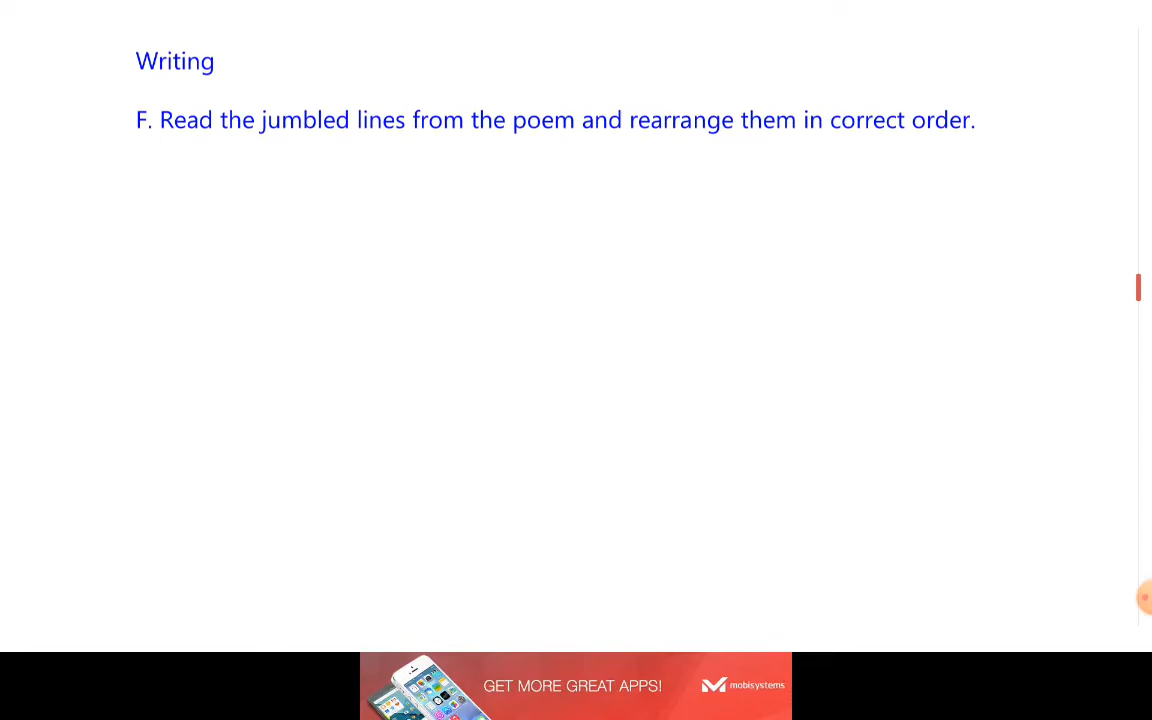 Writing
F. Read the jumbled lines from the poem and rearrange them in correct order.
GET MORE GREAT APPS!
mobisystems